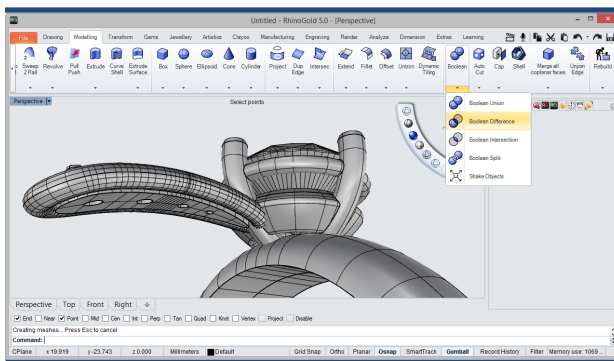 Untitled - RhinoGold 5.0 - [Perspective]
File Drawing Modelling Transform Gems Jewellery Artistics Clayoo Manufacturing Engraving Render Analyze Dimension Extras Learning
Sweep 2 Rail Revolve Pull Push Extrude Curve Shell Extrude Surface Box Sphere Ellipsoid Cone Cylinder Project Dup Edge Intersec Extend Fillet Offset Untrim Dynamic Tiling Boolean Auto Cut Cap Shell Merge all coplanar faces Unjoin Edge Rebuild
Perspective
Select points
Boolean Union
Boolean Difference
Boolean Intersection
Boolean Split
Shake Objects
Perspective Top Front Right
End Near Point Mid Cen Int Perp Tan Quad Knot Vertex Project Disable
Creating meshes... Press Esc to cancel
Command:
CPlane x 19.919 y -23.743 z 0.000 Millimeters Default Grid Snap Ortho Planar Osnap SmartTrack Gumball Record History Filter Memory use: 1069...